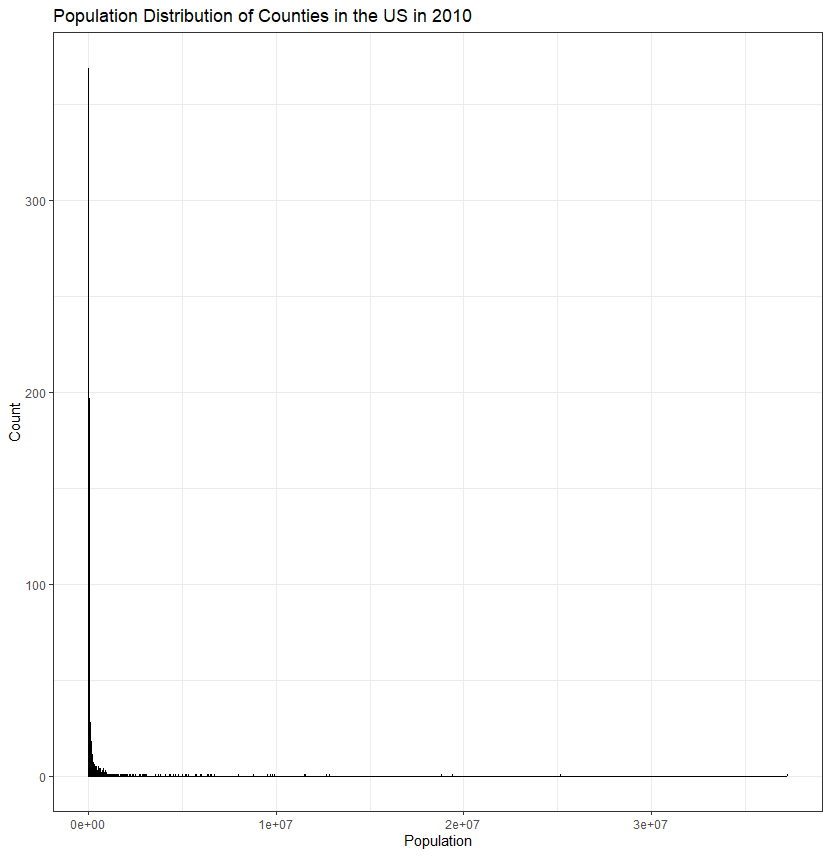 Population Distribution of Counties in the US in 2010
Count
300
200
100
0
0e+00 1e+07 2e+07 3e+07
Population